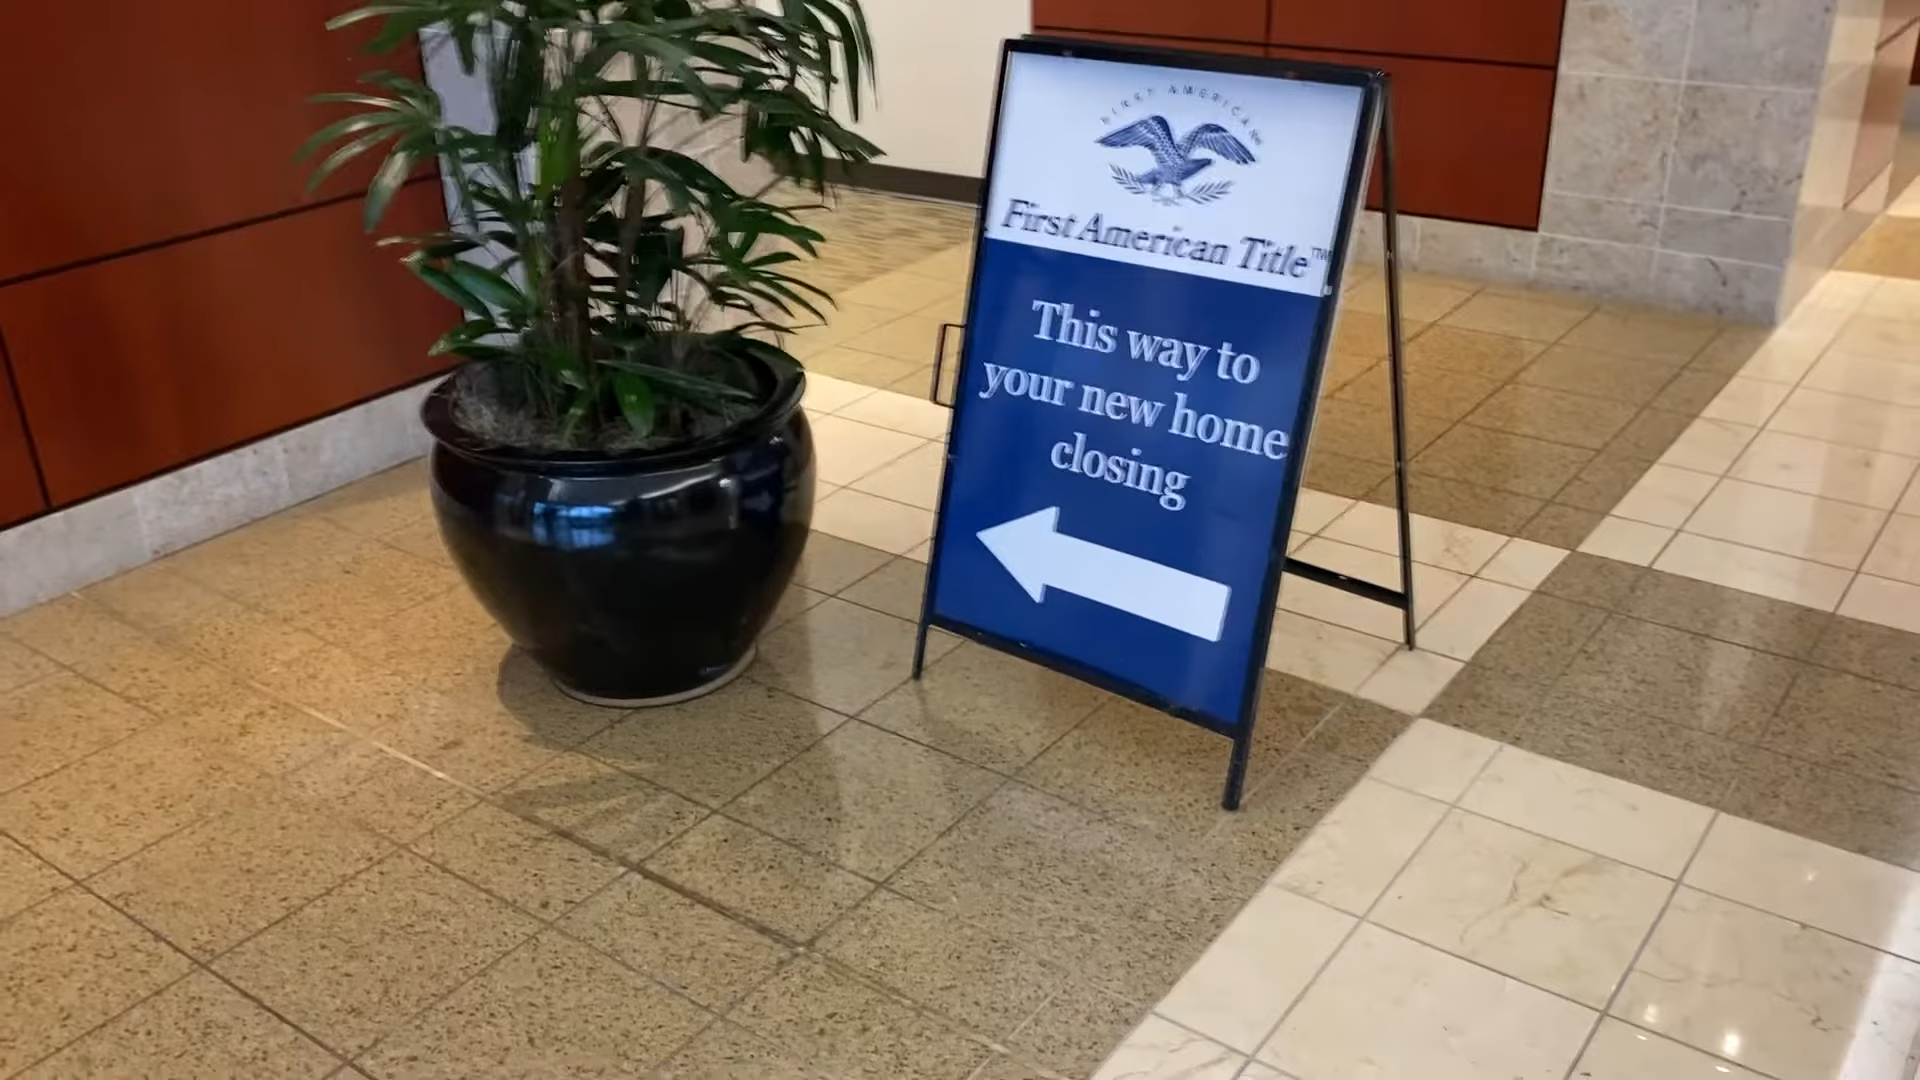 FIRST AMERICAN
First American Title™
This way to
your new home
closing